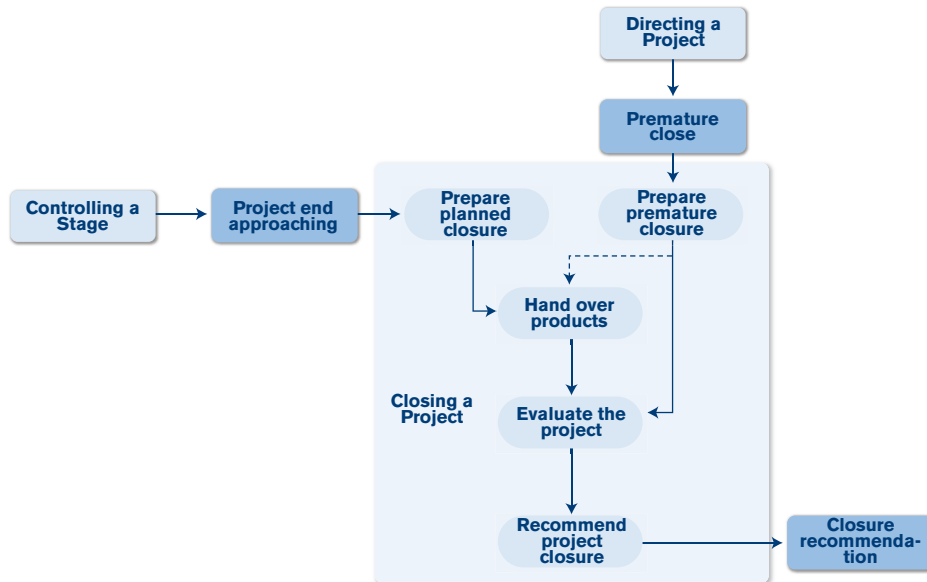 Directing a
Project
Premature
close
Controlling a
Stage
Project end
approaching
Prepare
planned
closure
Prepare
premature
closure
Hand over
products
Closing a
Project
Evaluate the
project
Recommend
project
closure
Closure
recommenda-
tion